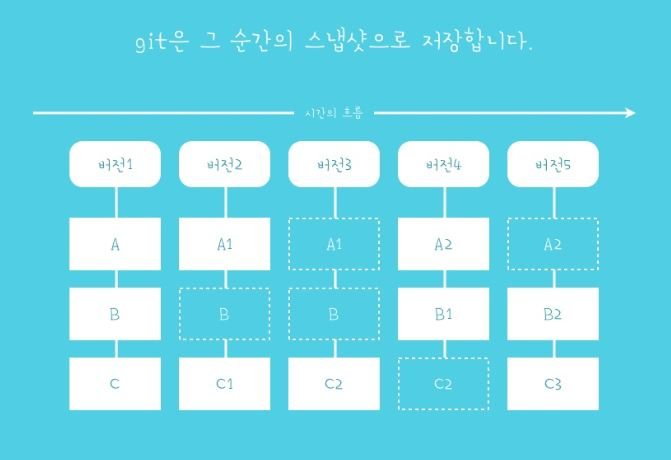 git은 그 순간의 스냅샷으로 저장합니다.
시간의 흐름
버전1 버전2 버전3 버전4 버전5
A A1 A1 A2 A2
B B B B1 B2
C C1 C2 C2 C3